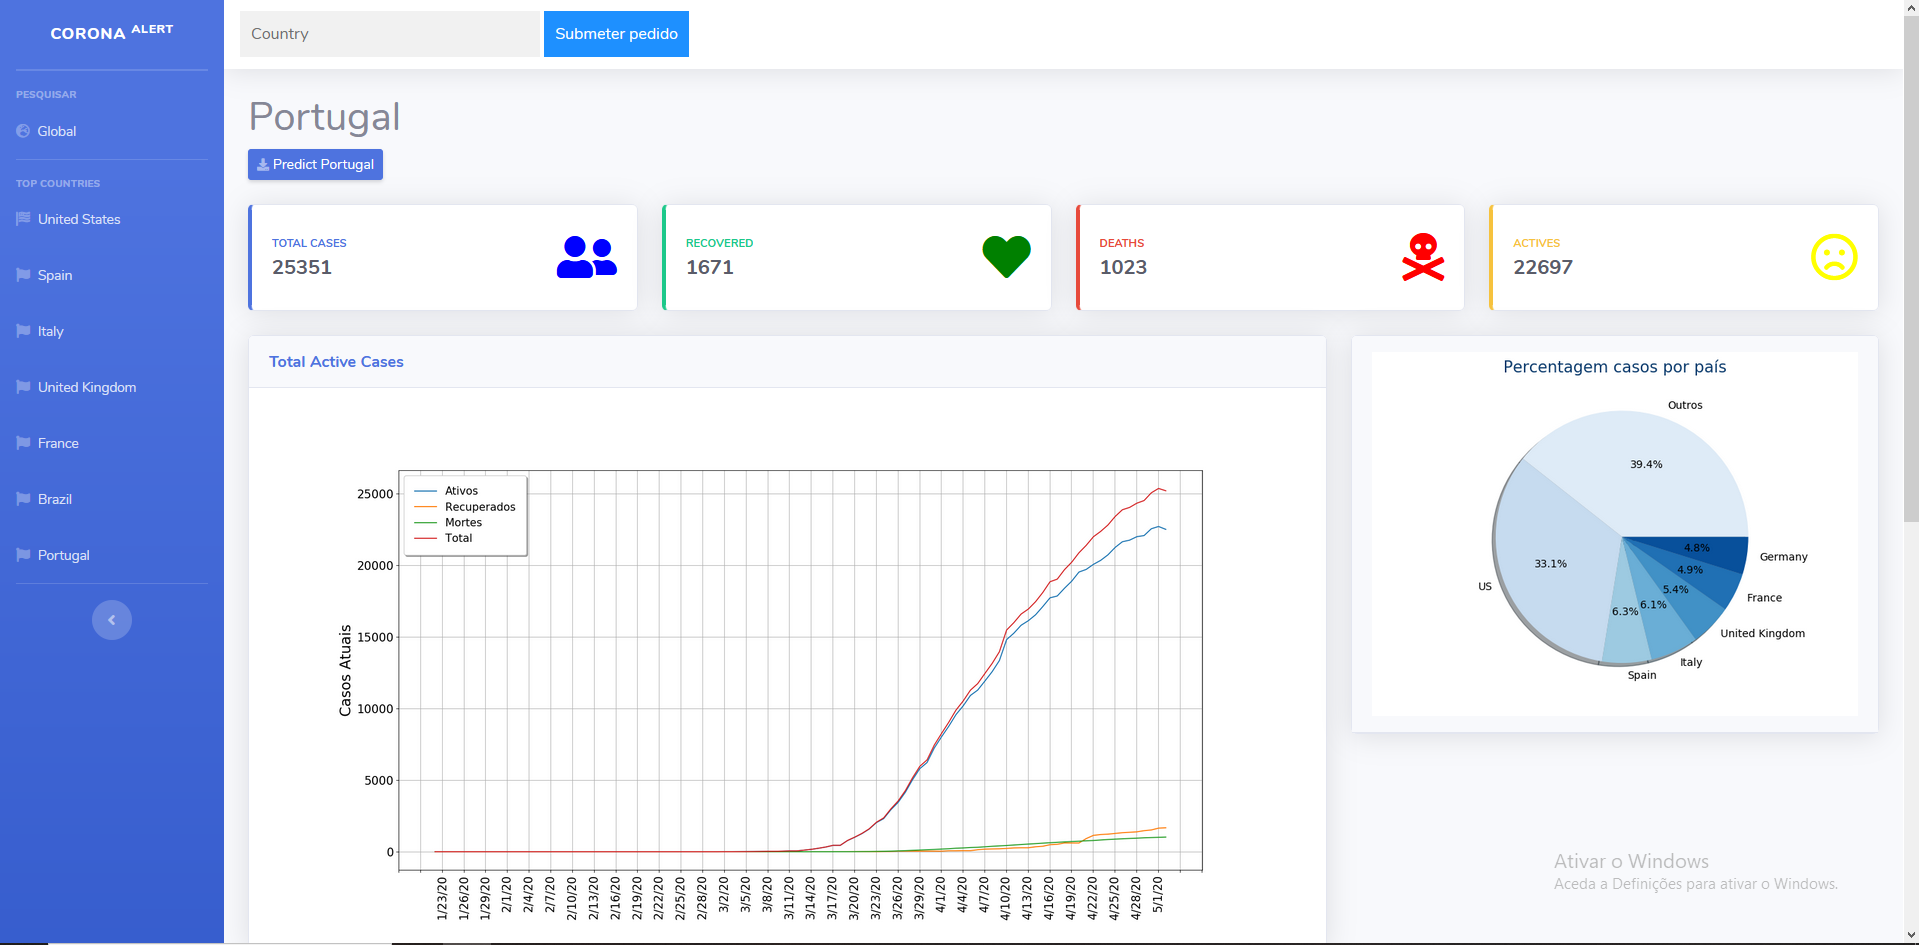 CORONA ALERT
PESQUISAR
Global
TOP COUNTRIES
United States
Spain
Italy
United Kingdom
France
Brazil
Portugal
Country
Submeter pedido
Portugal
Predict Portugal
TOTAL CASES
25351
RECOVERED
1671
DEATHS
1023
ACTIVES
22697
Total Active Cases
Ativos
Recuperados
Mortes
Total
Casos Atuais
25000
20000
15000
10000
5000
0
1/23/20
1/26/20
1/29/20
2/1/20
2/4/20
2/7/20
2/10/20
2/13/20
2/16/20
2/19/20
2/22/20
2/25/20
2/28/20
3/2/20
3/5/20
3/8/20
3/11/20
3/14/20
3/17/20
3/20/20
3/23/20
3/26/20
3/29/20
4/1/20
4/4/20
4/7/20
4/10/20
4/13/20
4/16/20
4/19/20
4/22/20
4/25/20
4/28/20
5/1/20
Percentagem casos por país
Outros
39.4%
US
33.1%
Spain
6.3%
Italy
6.1%
United Kingdom
5.4%
France
4.9%
Germany
4.8%
Ativar o Windows
Aceda a Definições para ativar o Windows.